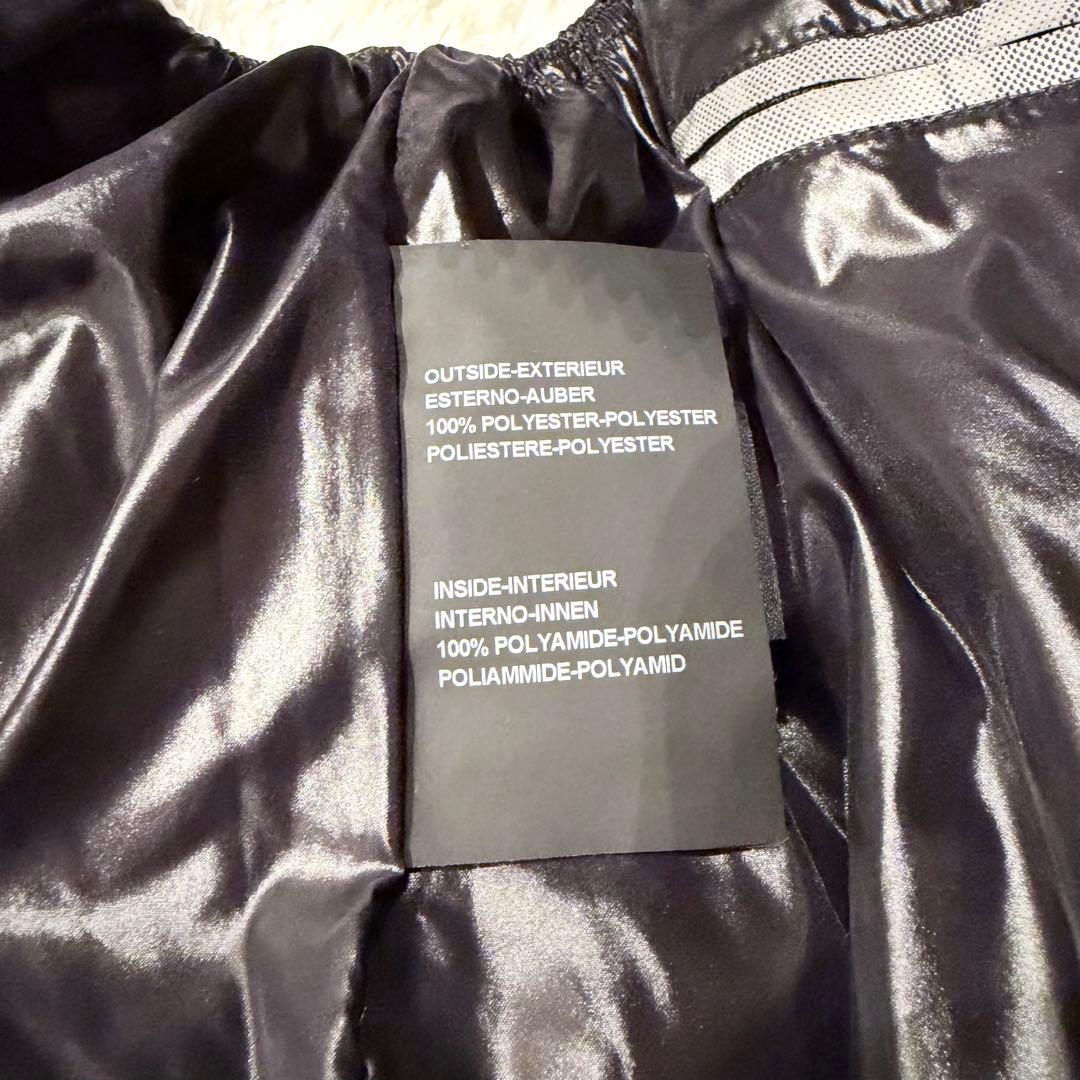 OUTSIDE-EXTERIEUR
ESTERNO-AUBER
100% POLYESTER-POLYESTER
POLIESTERE-POLYESTER
INSIDE-INTERIEUR
INTERNO-INNEN
100% POLYAMIDE-POLYAMIDE
POLIAMMIDE-POLYAMID